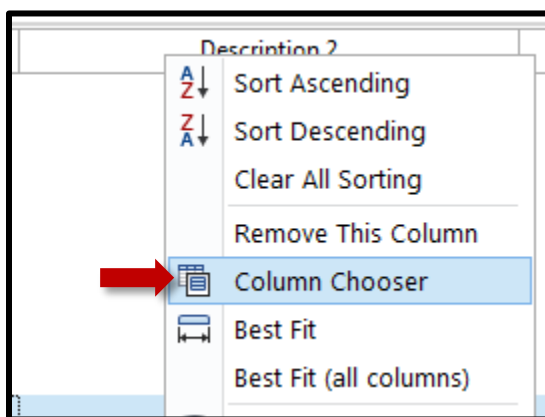 Description 2
Sort Ascending
Sort Descending
Clear All Sorting
Remove This Column
Column Chooser
Best Fit
Best Fit (all columns)